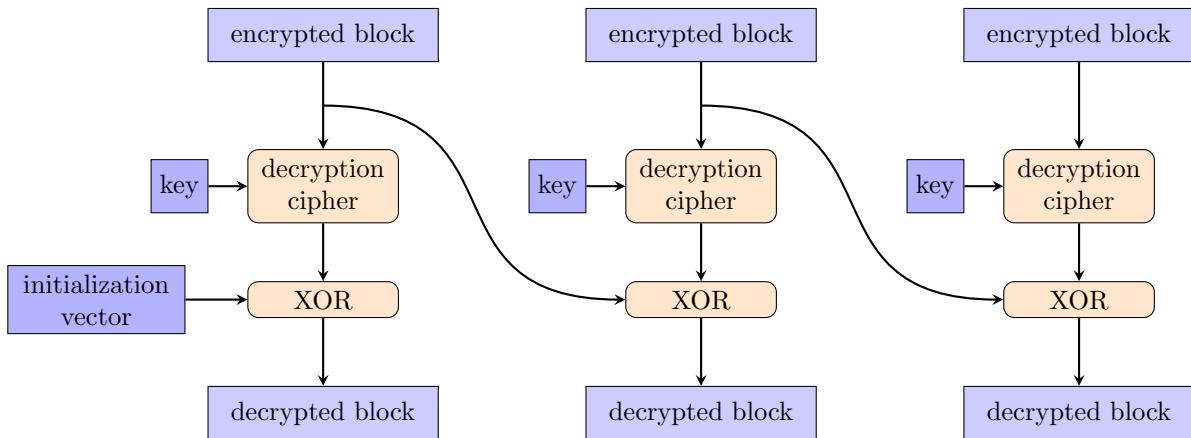 encrypted block
encrypted block
encrypted block
key
decryption
cipher
key
decryption
cipher
key
decryption
cipher
initialization
vector
XOR
XOR
XOR
decrypted block
decrypted block
decrypted block